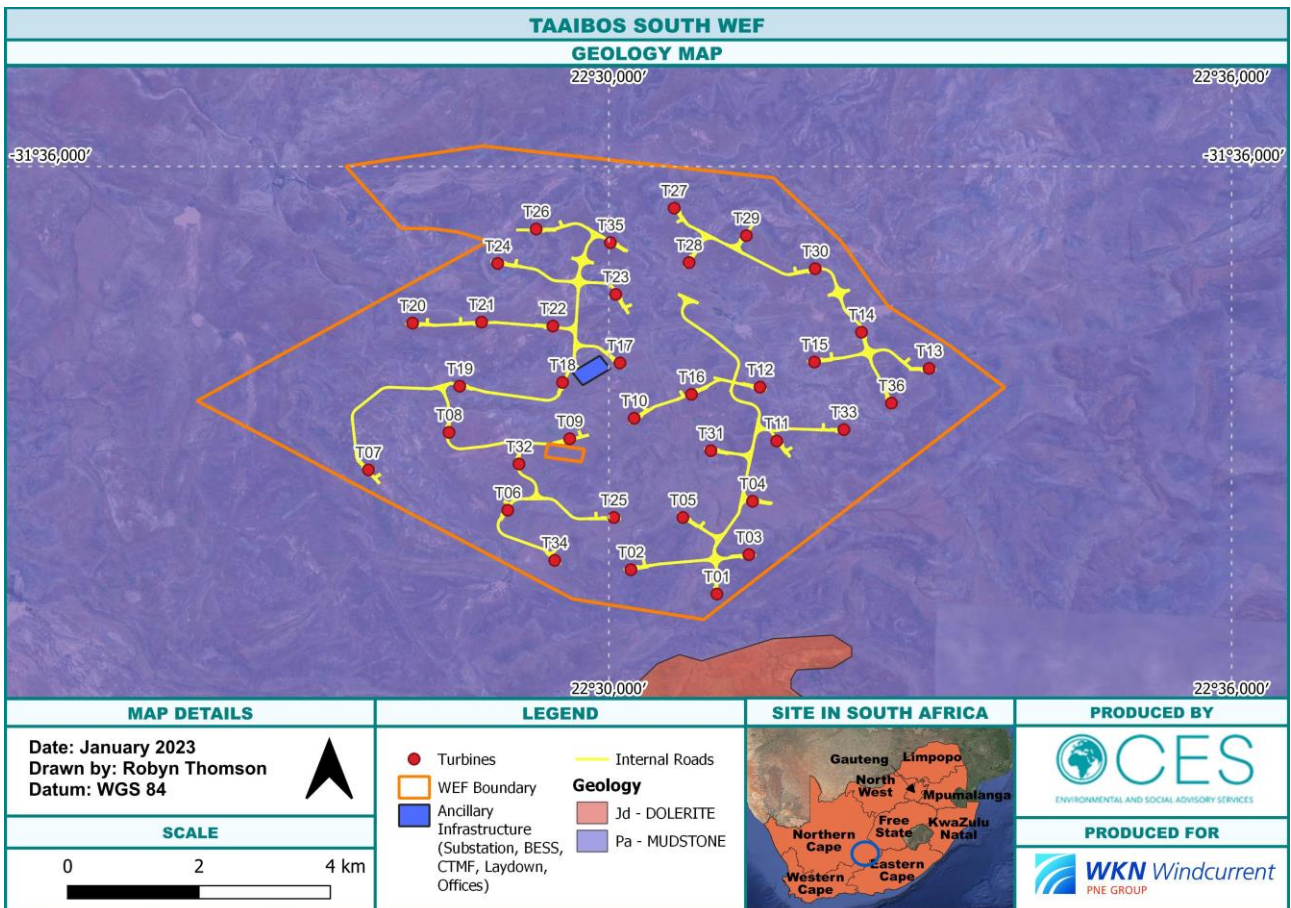 TAAIBOS SOUTH WEF
GEOLOGY MAP
22°30,000′
22°36,000′
-31°36,000′
-31°36,000′
T27
T26
T35
T29
T28
T24
T30
T23
T20
T21
T22
T14
T17
T15
T13
T18
T19
T16
T12
T36
T10
T08
T09
T11
T33
T07
T32
T31
T06
T25
T05
T04
T34
T02
T03
T01
22°30,000′
22°36,000′
MAP DETAILS
Date: January 2023
Drawn by: Robyn Thomson
Datum: WGS 84
SCALE
0 2 4 km
LEGEND
Turbines
WEF Boundary
Ancillary
Infrastructure
(Substation, BESS,
CTMF, Laydown,
Offices)
Internal Roads
Geology
Jd - DOLERITE
Pa - MUDSTONE
SITE IN SOUTH AFRICA
Gauteng
Limpopo
North
West
Mpumalanga
Free
State
KwaZulu
Natal
Northern
Cape
Eastern
Cape
Western
Cape
PRODUCED BY
CES
ENVIRONMENTAL AND SOCIAL ADVISORY SERVICES
PRODUCED FOR
WKN Windcurrent
PNE GROUP